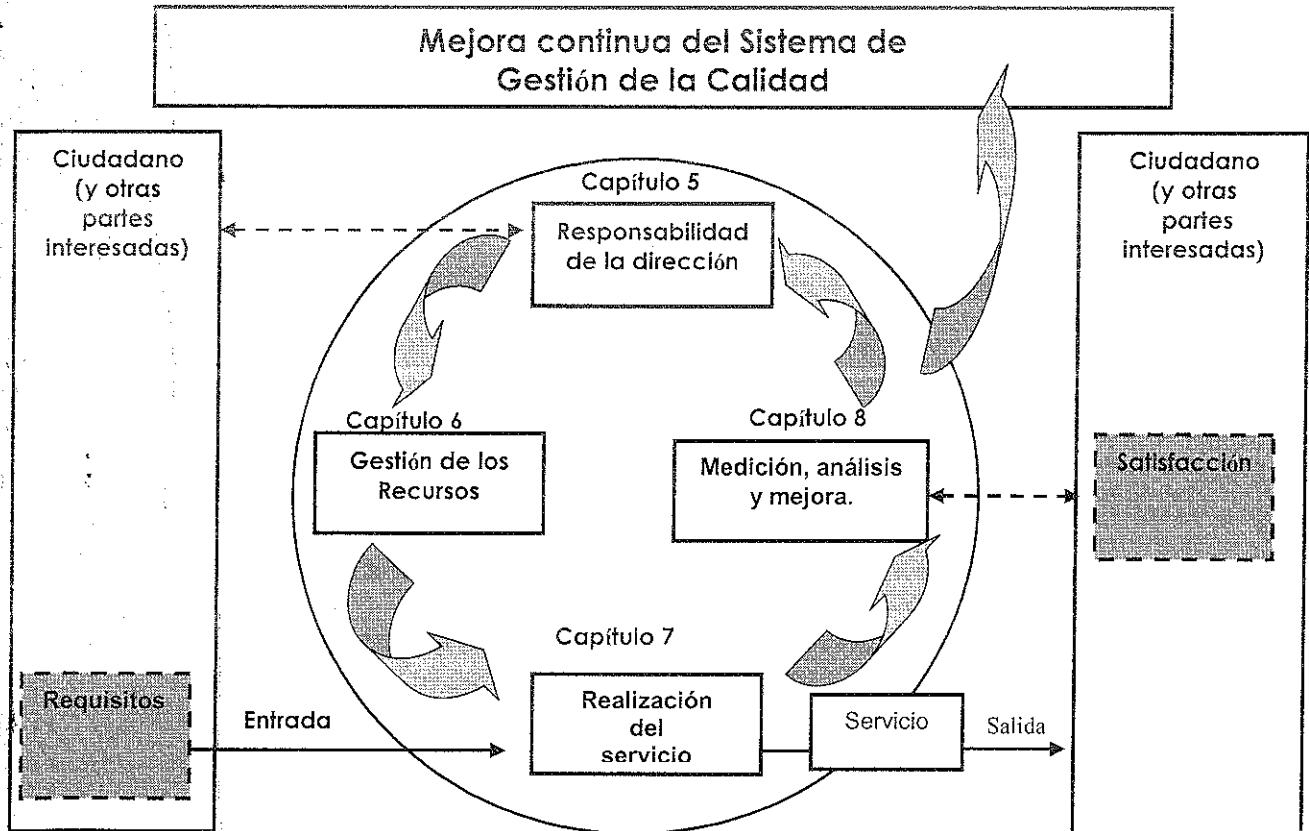 Mejora continua del Sistema de
Gestión de la Calidad
Ciudadano
(y otras
partes
interesadas)
Ciudadano
(y otras
partes
interesadas)
Capítulo 5
Responsabilidad
de la dirección
Capítulo 6
Gestión de los
Recursos
Capítulo 8
Medición, análisis
y mejora.
Satisfacción
Capítulo 7
Requisitos
Entrada
Realización
del
servicio
Servicio
Salida